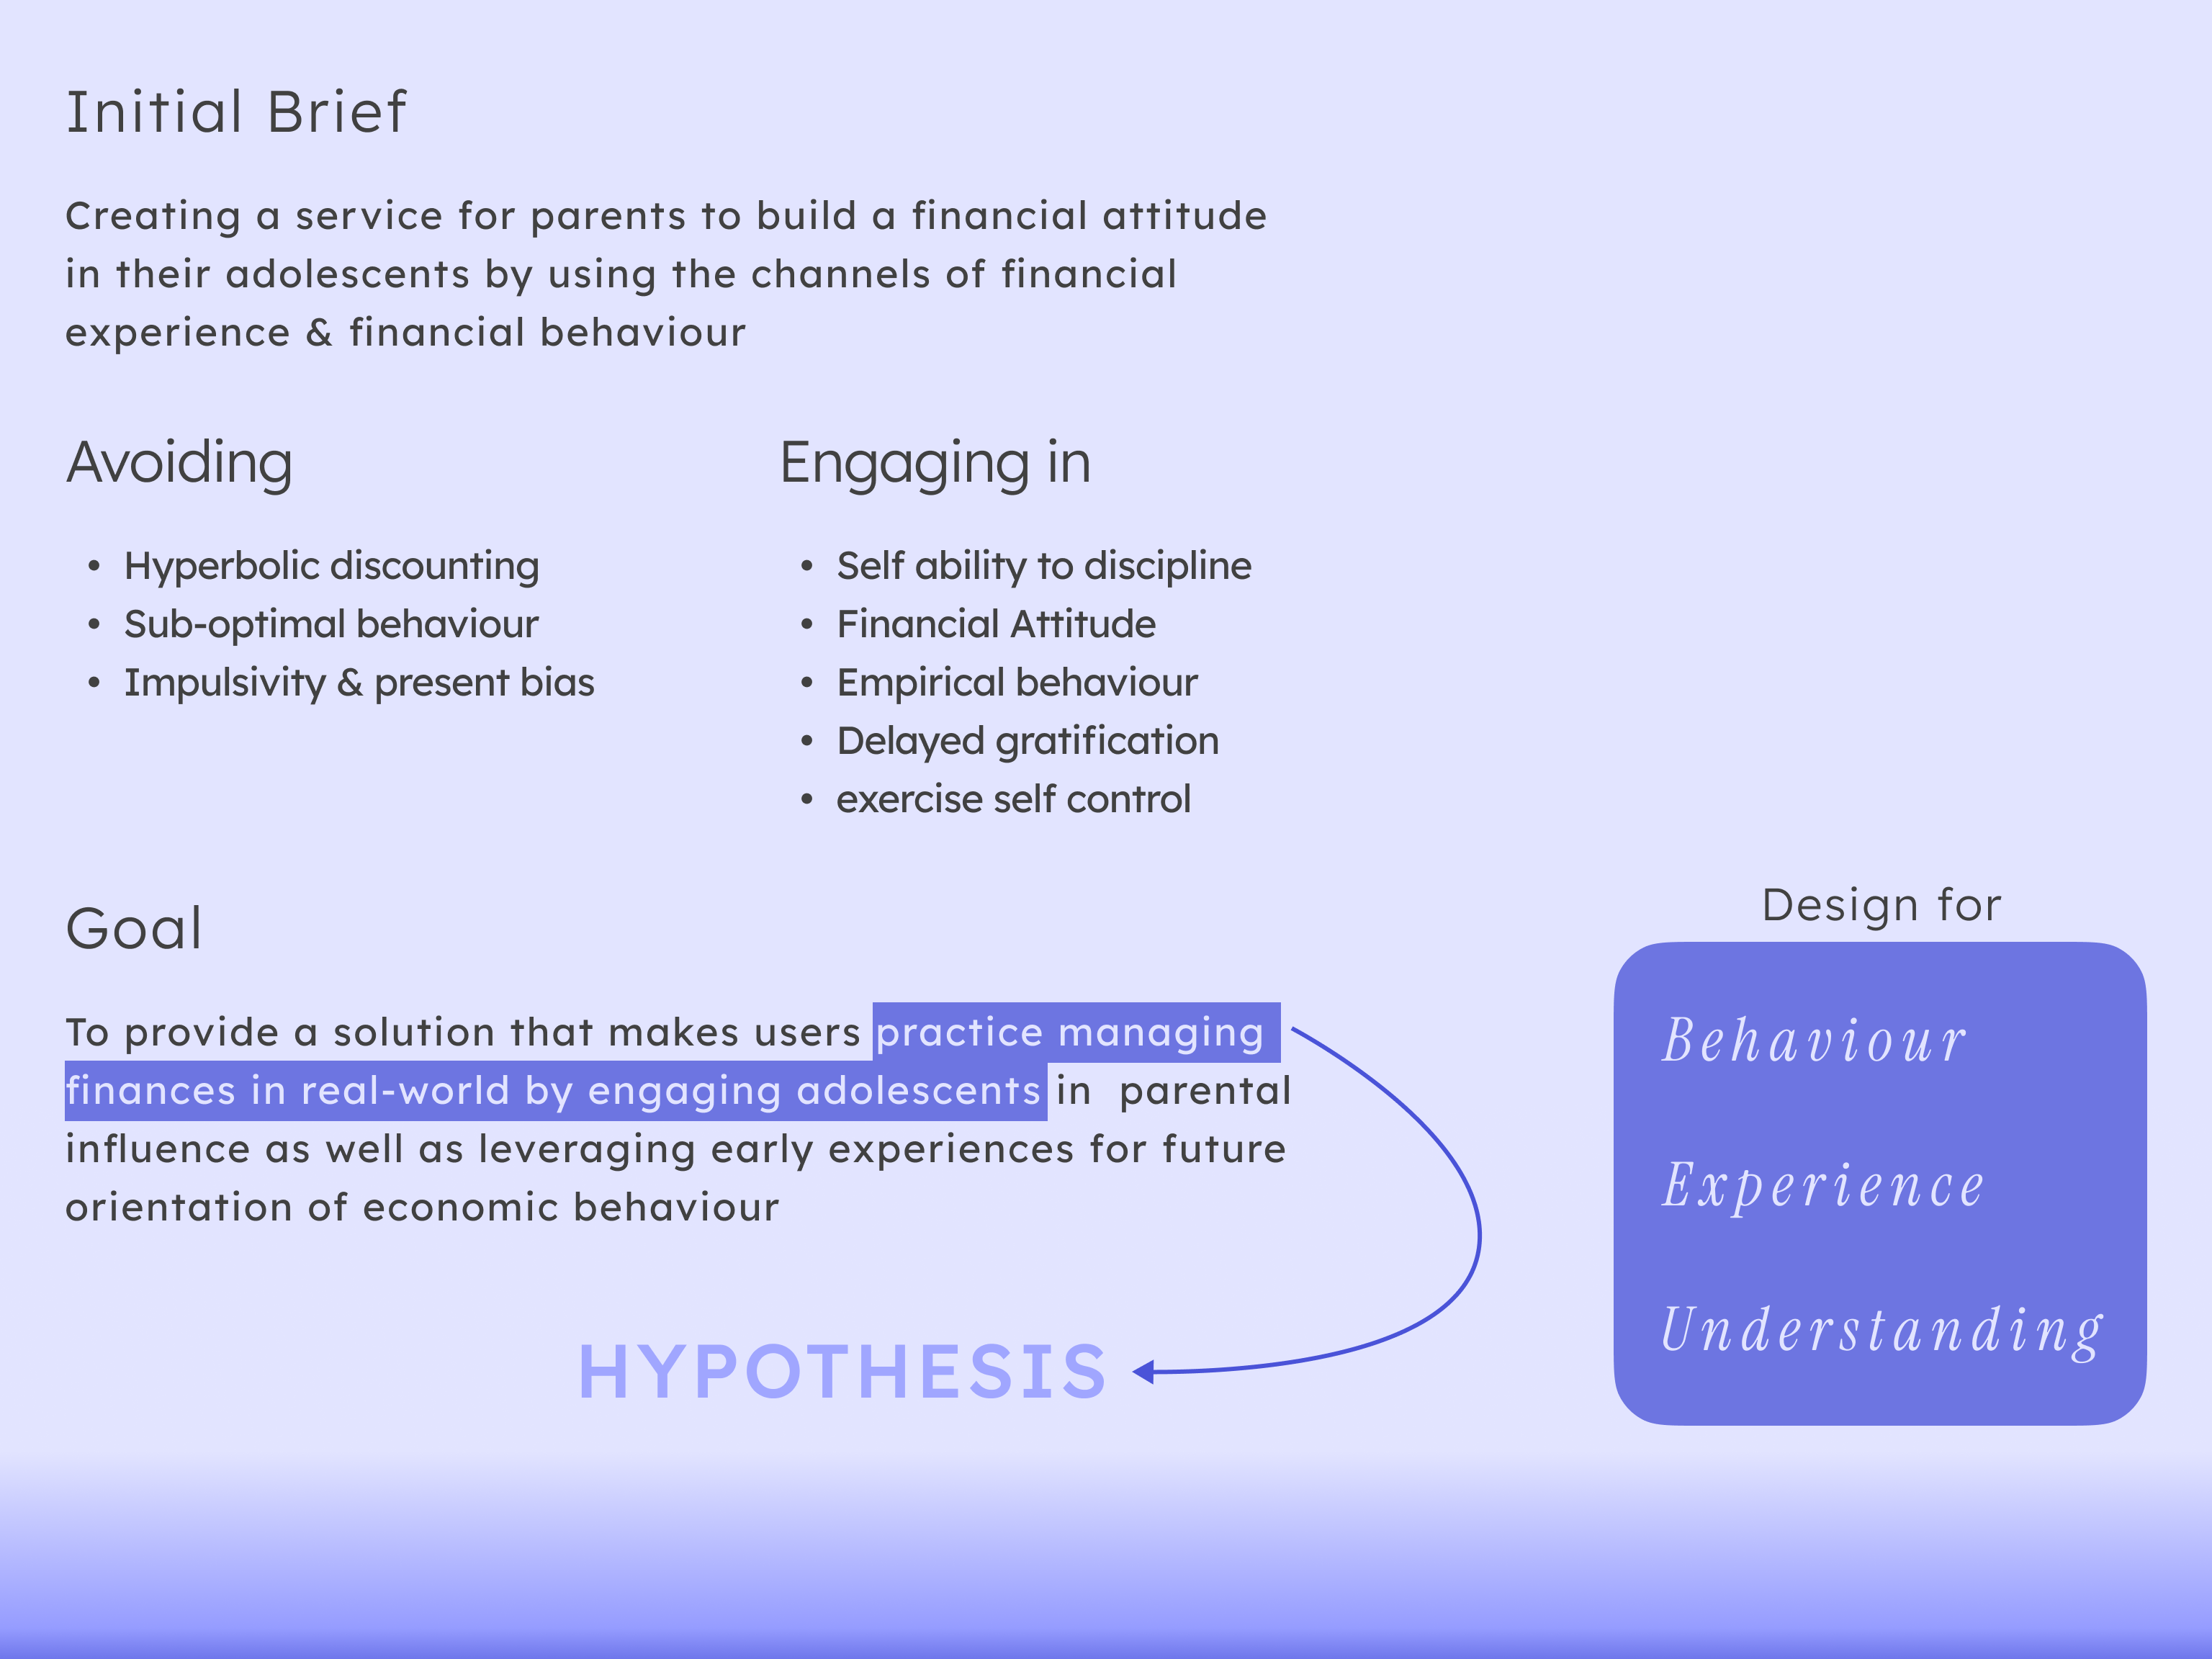 Initial Brief
Creating a service for parents to build a financial attitude
in their adolescents by using the channels of financial
experience & financial behaviour
Avoiding
• Hyperbolic discounting
• Sub-optimal behaviour
• Impulsivity & present bias
Engaging in
• Self ability to discipline
• Financial Attitude
• Empirical behaviour
• Delayed gratification
• exercise self control
Goal
To provide a solution that makes users practice managing
finances in real-world by engaging adolescents in parental
influence as well as leveraging early experiences for future
orientation of economic behaviour
HYPOTHESIS
Design for
Behaviour
Experience
Understanding